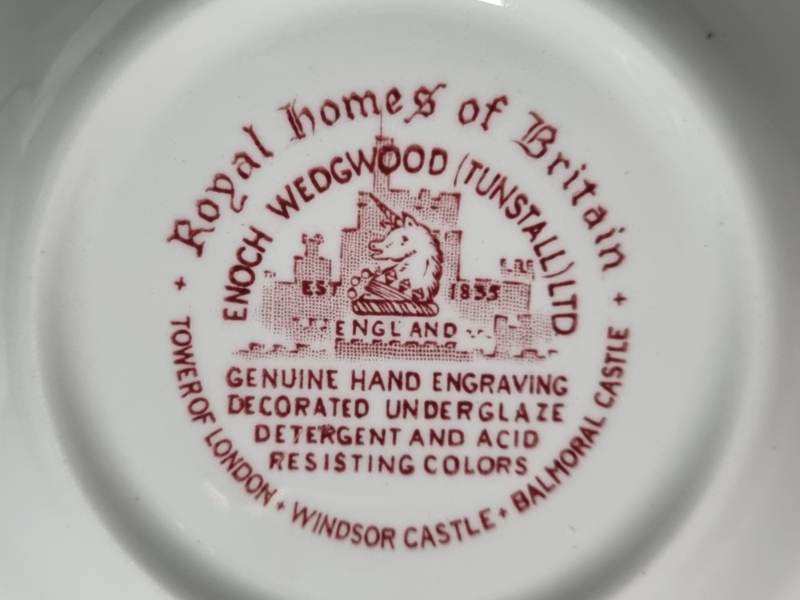 Royal Homes of Britain
ENOCH WEDGWOOD (TUNSTALL) LTD
EST 1835
ENGLAND
GENUINE HAND ENGRAVING
DECORATED UNDERGLAZE
DETERGENT AND ACID
RESISTING COLORS
TOWER OF LONDON + WINDSOR CASTLE + BALMORAL CASTLE